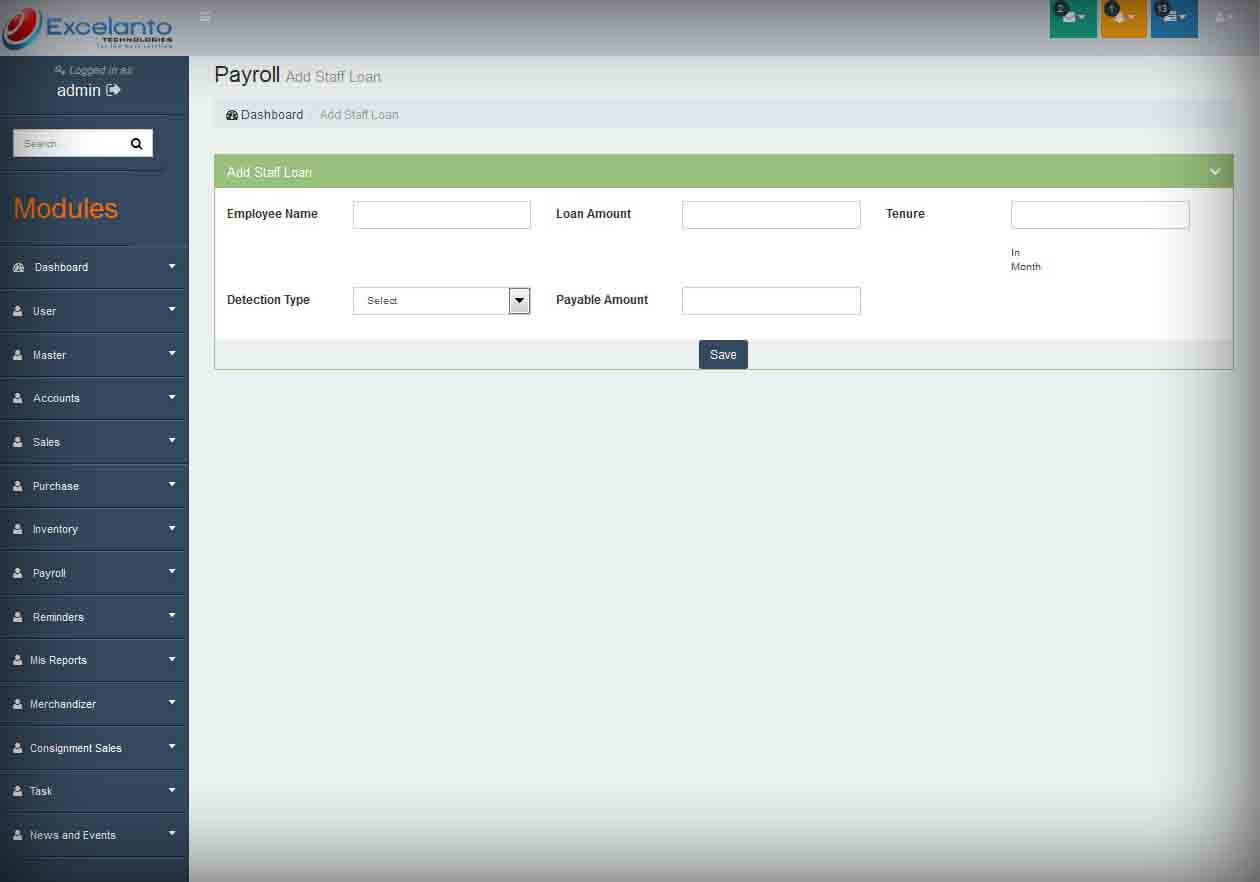 Excelanto
TECHNOLOGIES
2
1
13
Logged in as
admin
Search
Modules
Dashboard
User
Master
Accounts
Sales
Purchase
Inventory
Payroll
Reminders
Mis Reports
Merchandizer
Consignment Sales
Task
News and Events
Payroll Add Staff Loan
Dashboard / Add Staff Loan
Add Staff Loan
Employee Name
Loan Amount
Tenure
In
Month
Detection Type
Select
Payable Amount
Save